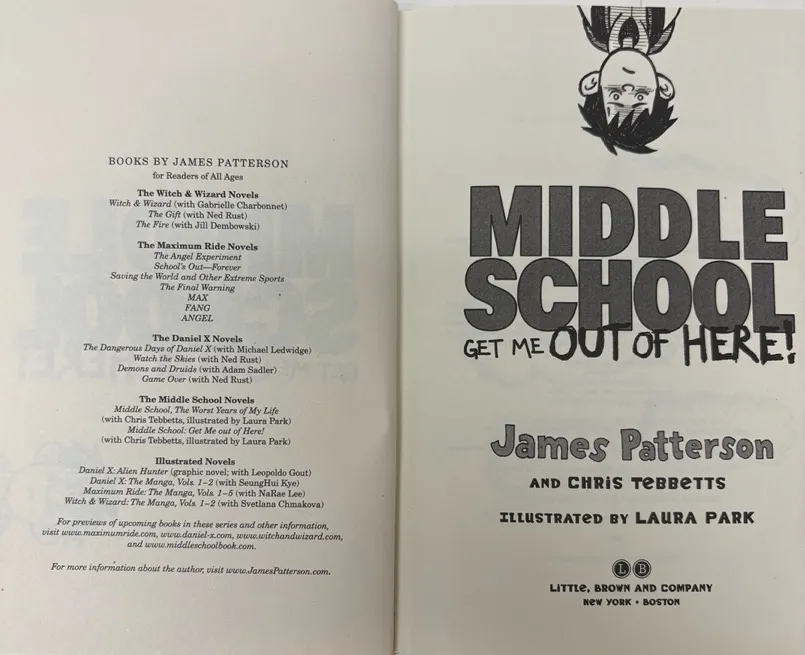 BOOKS BY JAMES PATTERSON
for Readers of All Ages
The Witch & Wizard Novels
Witch & Wizard (with Gabrielle Charbonnet)
The Gift (with Ned Rust)
The Fire (with Jill Dembowski)
The Maximum Ride Novels
The Angel Experiment
School's Out—Forever
Saving the World and Other Extreme Sports
The Final Warning
MAX
FANG
ANGEL
The Daniel X Novels
The Dangerous Days of Daniel X (with Michael Ledwidge)
Watch the Skies (with Ned Rust)
Demons and Druids (with Adam Sadler)
Game Over (with Ned Rust)
The Middle School Novels
Middle School, The Worst Years of My Life
(with Chris Tebbetts, illustrated by Laura Park)
Middle School: Get Me out of Here!
(with Chris Tebbetts, illustrated by Laura Park)
Illustrated Novels
Daniel X: Alien Hunter (graphic novel; with Leopoldo Gout)
Daniel X: The Manga, Vols. 1–2 (with SeungHui Kye)
Maximum Ride: The Manga, Vols. 1–5 (with NaRae Lee)
Witch & Wizard: The Manga, Vols. 1–2 (with Svetlana Chmakova)
For previews of upcoming books in these series and other information,
visit www.maximumride.com, www.daniel-x.com, www.witchandwizard.com,
and www.middleschoolbook.com.
For more information about the author, visit www.JamesPatterson.com.
MIDDLE
SCHOOL
GET ME OUT OF HERE!
James Patterson
AND CHRIS TEBBETTS
ILLUSTRATED BY LAURA PARK
L B
LITTLE, BROWN AND COMPANY
NEW YORK • BOSTON